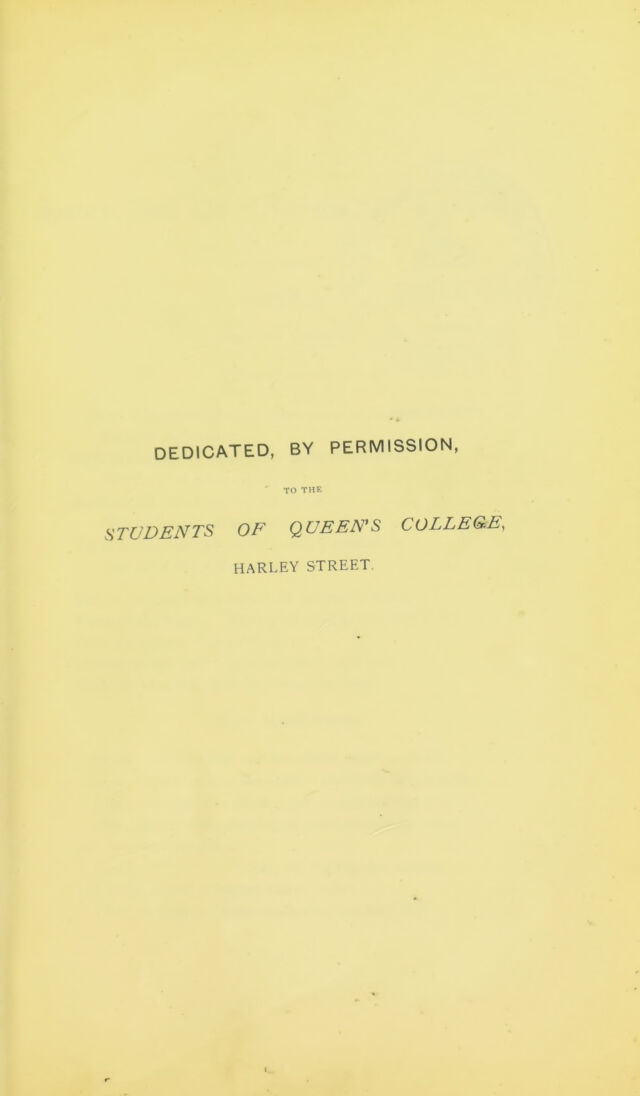 DEDICATED, BY PERMISSION,
TO THE
STUDENTS OF QUEEN'S COLLEGE,
HARLEY STREET.